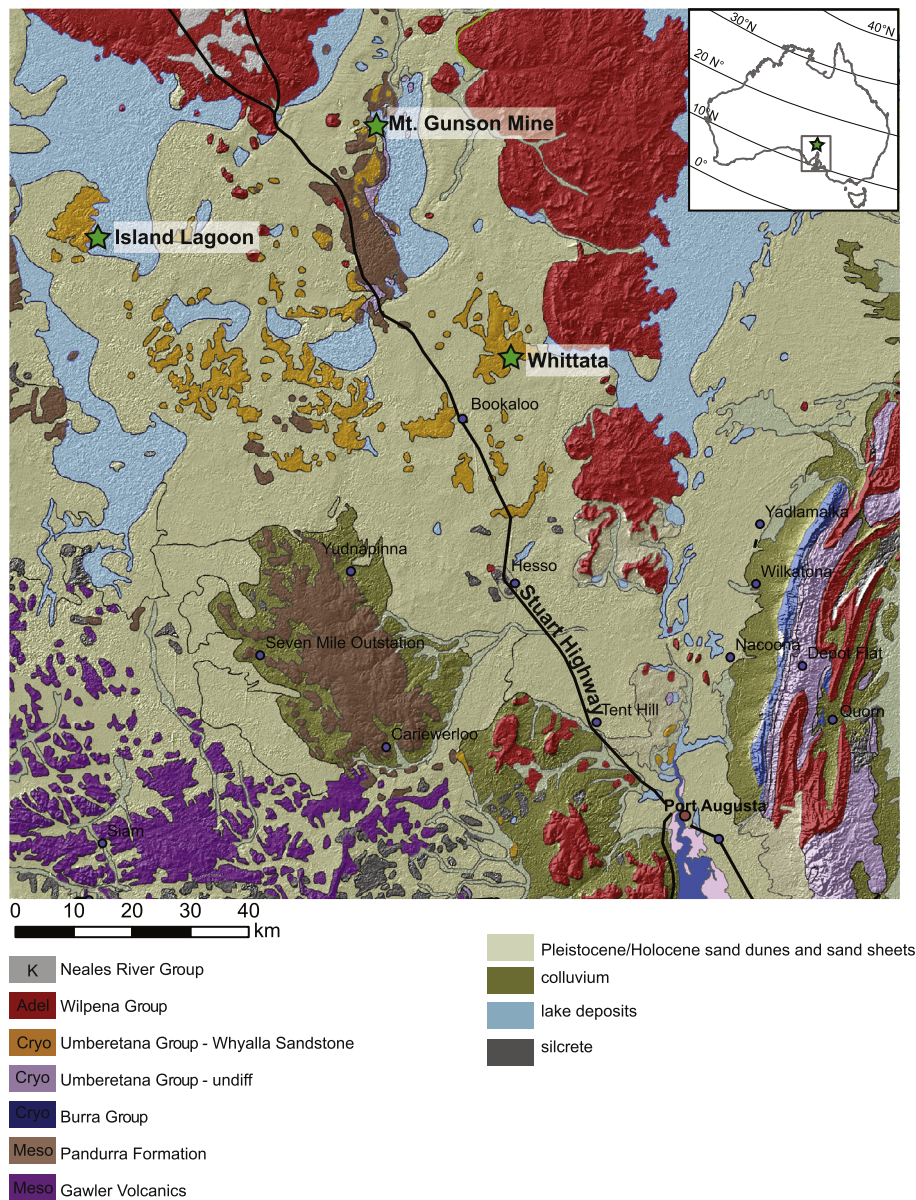 30°N
40°N
20 N°
10°N
0°
Mt. Gunson Mine
Island Lagoon
Whittata
Bookaloo
Yadlamalka
Yudnapinna
Hesso
Wilkatona
Stuart Highway
Seven Mile Outstation
Nacoona
Depot Flat
Tent Hill
Quorn
Cariewerloo
Port Augusta
Siam
0 10 20 30 40
km
K Neales River Group
Adel Wilpena Group
Cryo Umberetana Group - Whyalla Sandstone
Cryo Umberetana Group - undiff
Cryo Burra Group
Meso Pandurra Formation
Meso Gawler Volcanics
Pleistocene/Holocene sand dunes and sand sheets
colluvium
lake deposits
silcrete